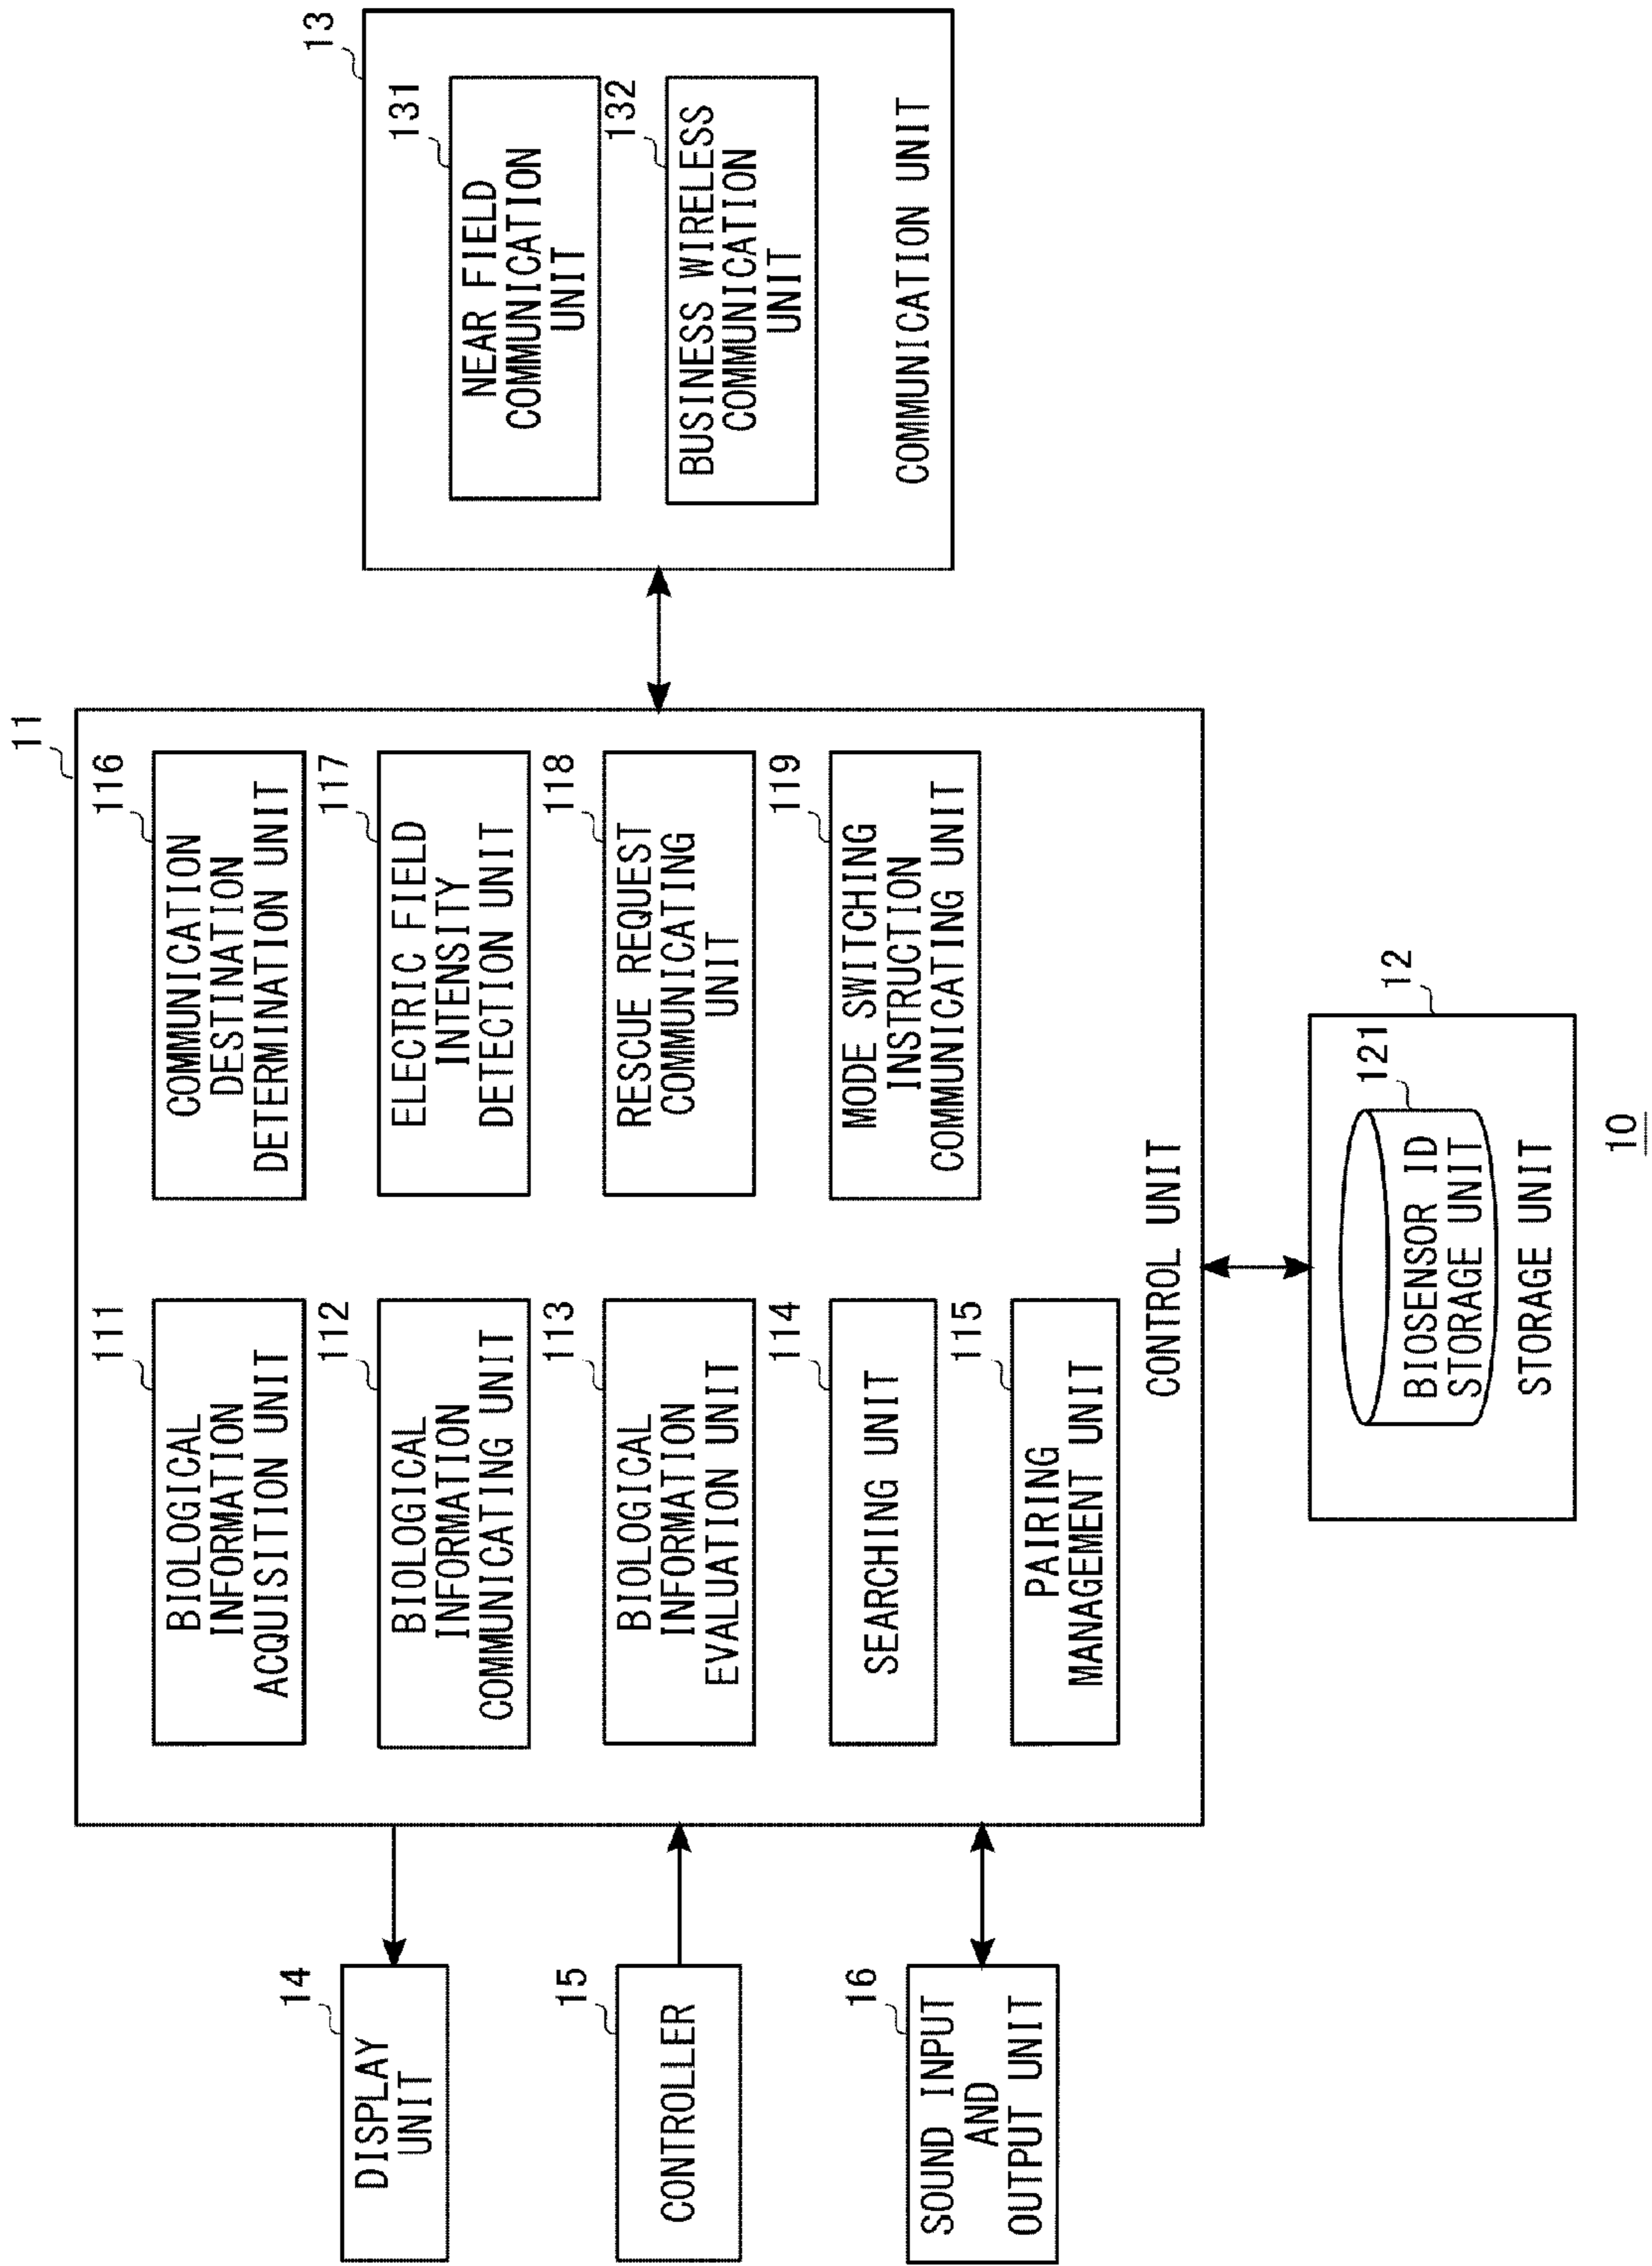 14
DISPLAY
UNIT
15
CONTROLLER
16
SOUND INPUT
AND
OUTPUT UNIT
11
111
BIOLOGICAL
INFORMATION
ACQUISITION UNIT
112
BIOLOGICAL
INFORMATION
COMMUNICATING UNIT
113
BIOLOGICAL
INFORMATION
EVALUATION UNIT
114
SEARCHING UNIT
115
PAIRING
MANAGEMENT UNIT
116
COMMUNICATION
DESTINATION
DETERMINATION UNIT
117
ELECTRIC FIELD
INTENSITY
DETECTION UNIT
118
RESCUE REQUEST
COMMUNICATING
UNIT
119
MODE SWITCHING
INSTRUCTION
COMMUNICATING UNIT
CONTROL UNIT
12
121
BIOSENSOR ID
STORAGE UNIT
STORAGE UNIT
13
131
NEAR FIELD
COMMUNICATION
UNIT
132
BUSINESS WIRELESS
COMMUNICATION
UNIT
COMMUNICATION UNIT
10